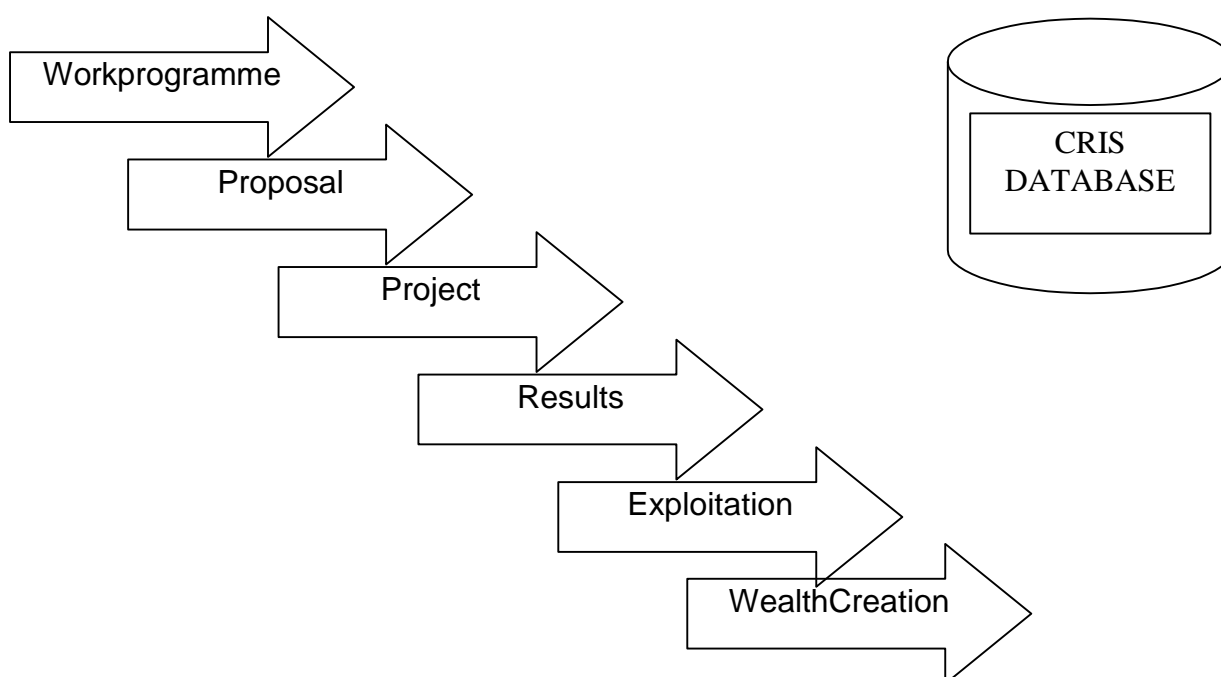 Workprogramme
CRIS
DATABASE
Proposal
Project
Results
Exploitation
WealthCreation